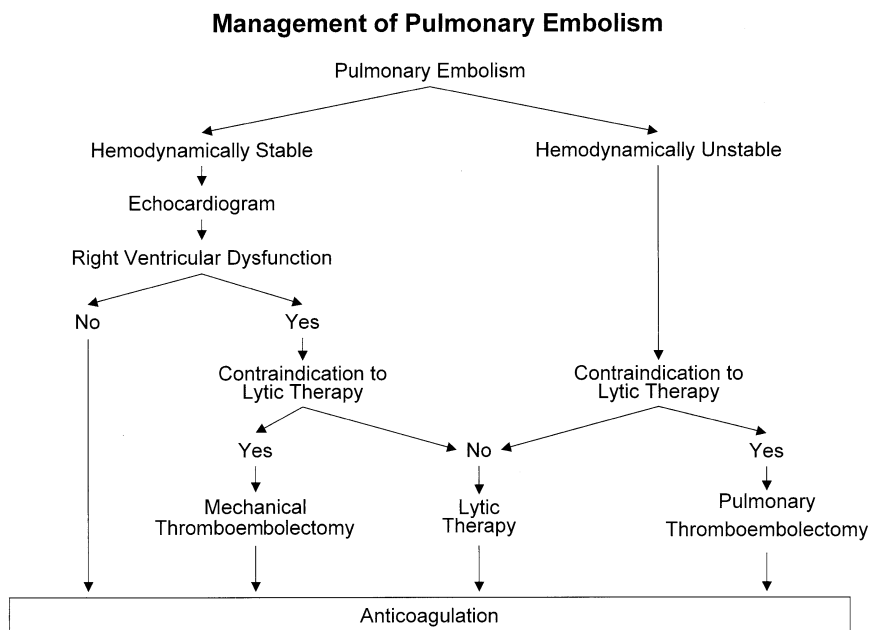 Management of Pulmonary Embolism
Pulmonary Embolism
Hemodynamically Stable
Hemodynamically Unstable
Echocardiogram
Right Ventricular Dysfunction
No
Yes
Contraindication to
Lytic Therapy
Contraindication to
Lytic Therapy
Yes
No
Yes
Mechanical
Thromboembolectomy
Lytic
Therapy
Pulmonary
Thromboembolectomy
Anticoagulation